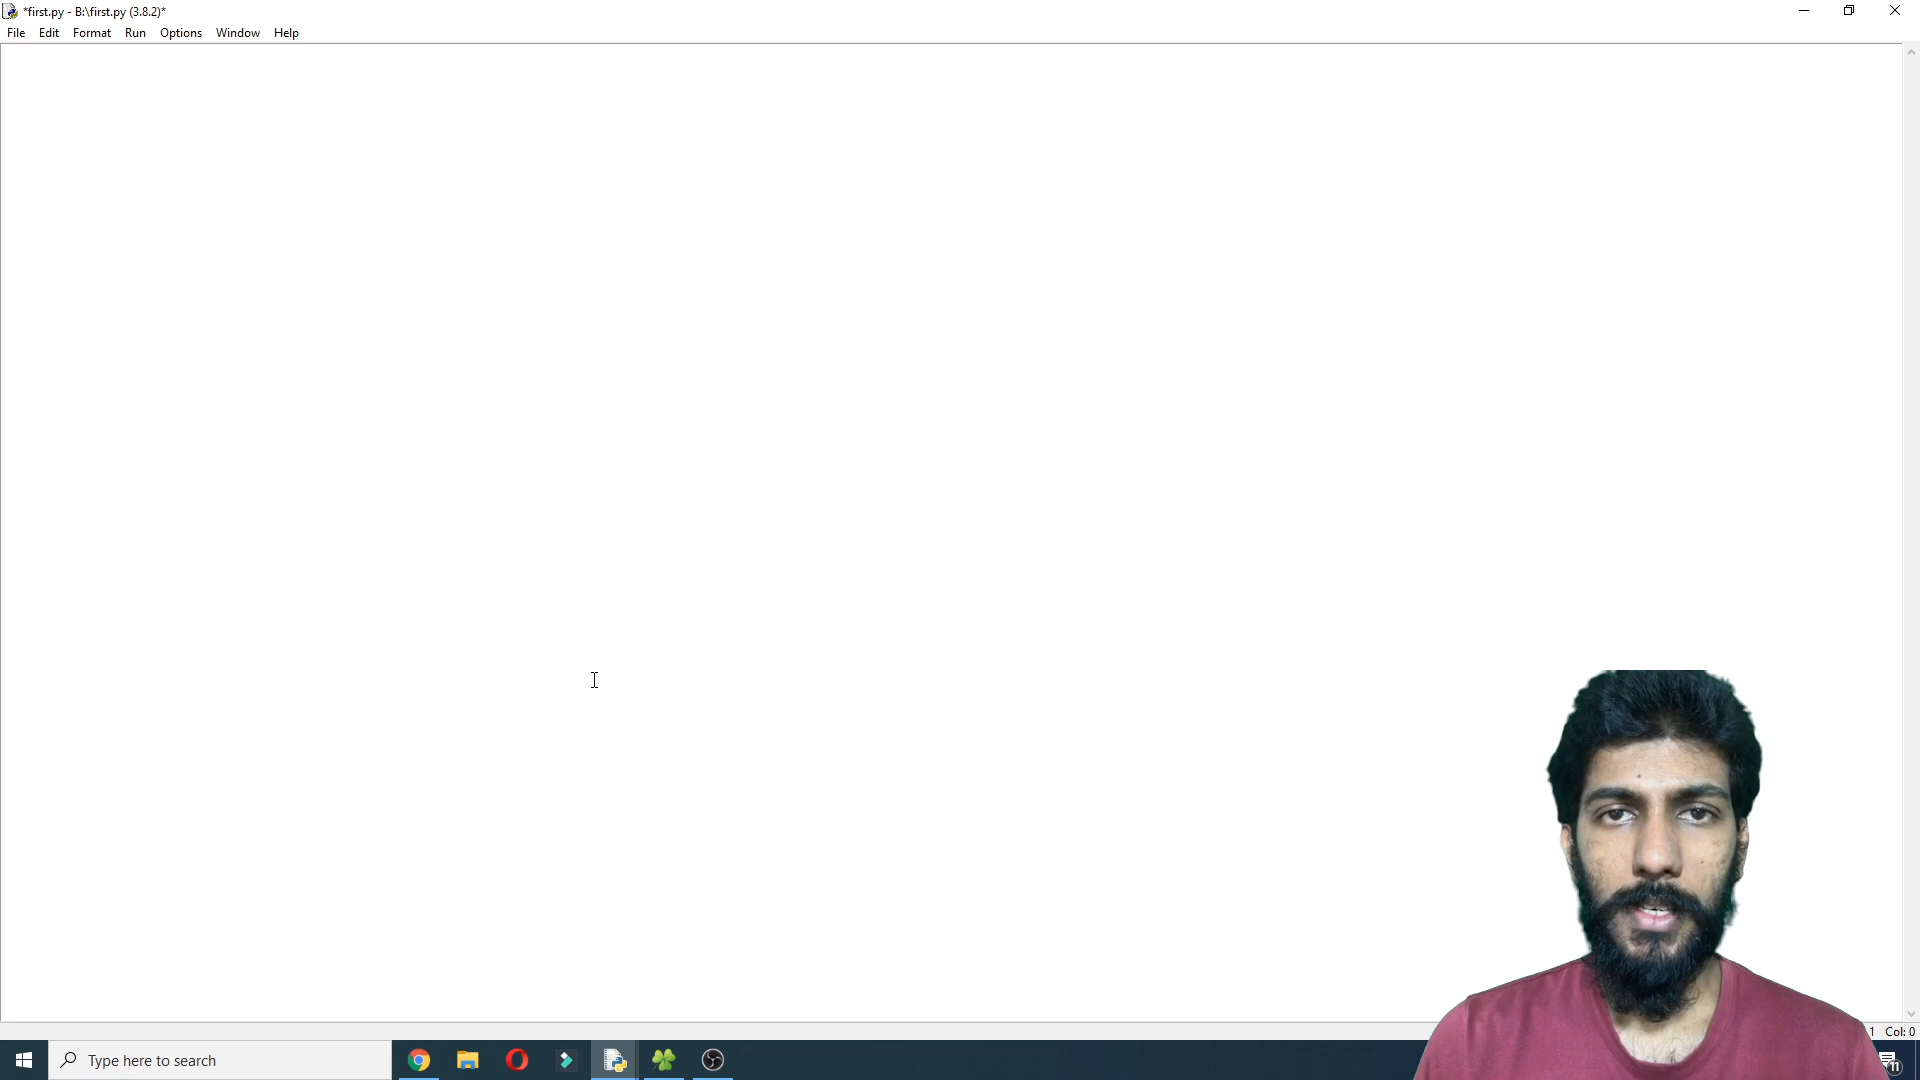 *first.py - B:\first.py (3.8.2)*
File Edit Format Run Options Window Help
1 Col: 0
Type here to search
11